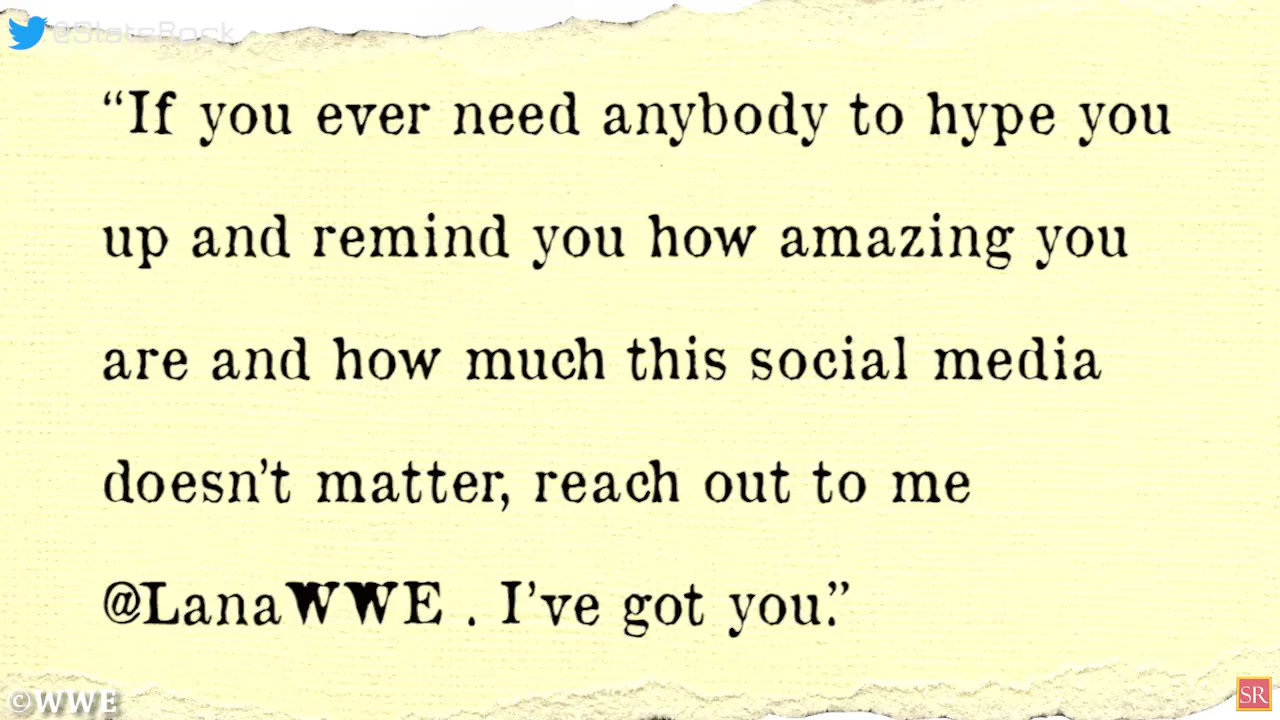 @StatsRock
“If you ever need anybody to hype you
up and remind you how amazing you
are and how much this social media
doesn’t matter, reach out to me
@LanaWWE . I’ve got you.”
©WWE
SR